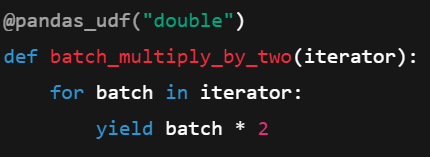 @pandas_udf("double")
def batch_multiply_by_two(iterator):
    for batch in iterator:
        yield batch * 2